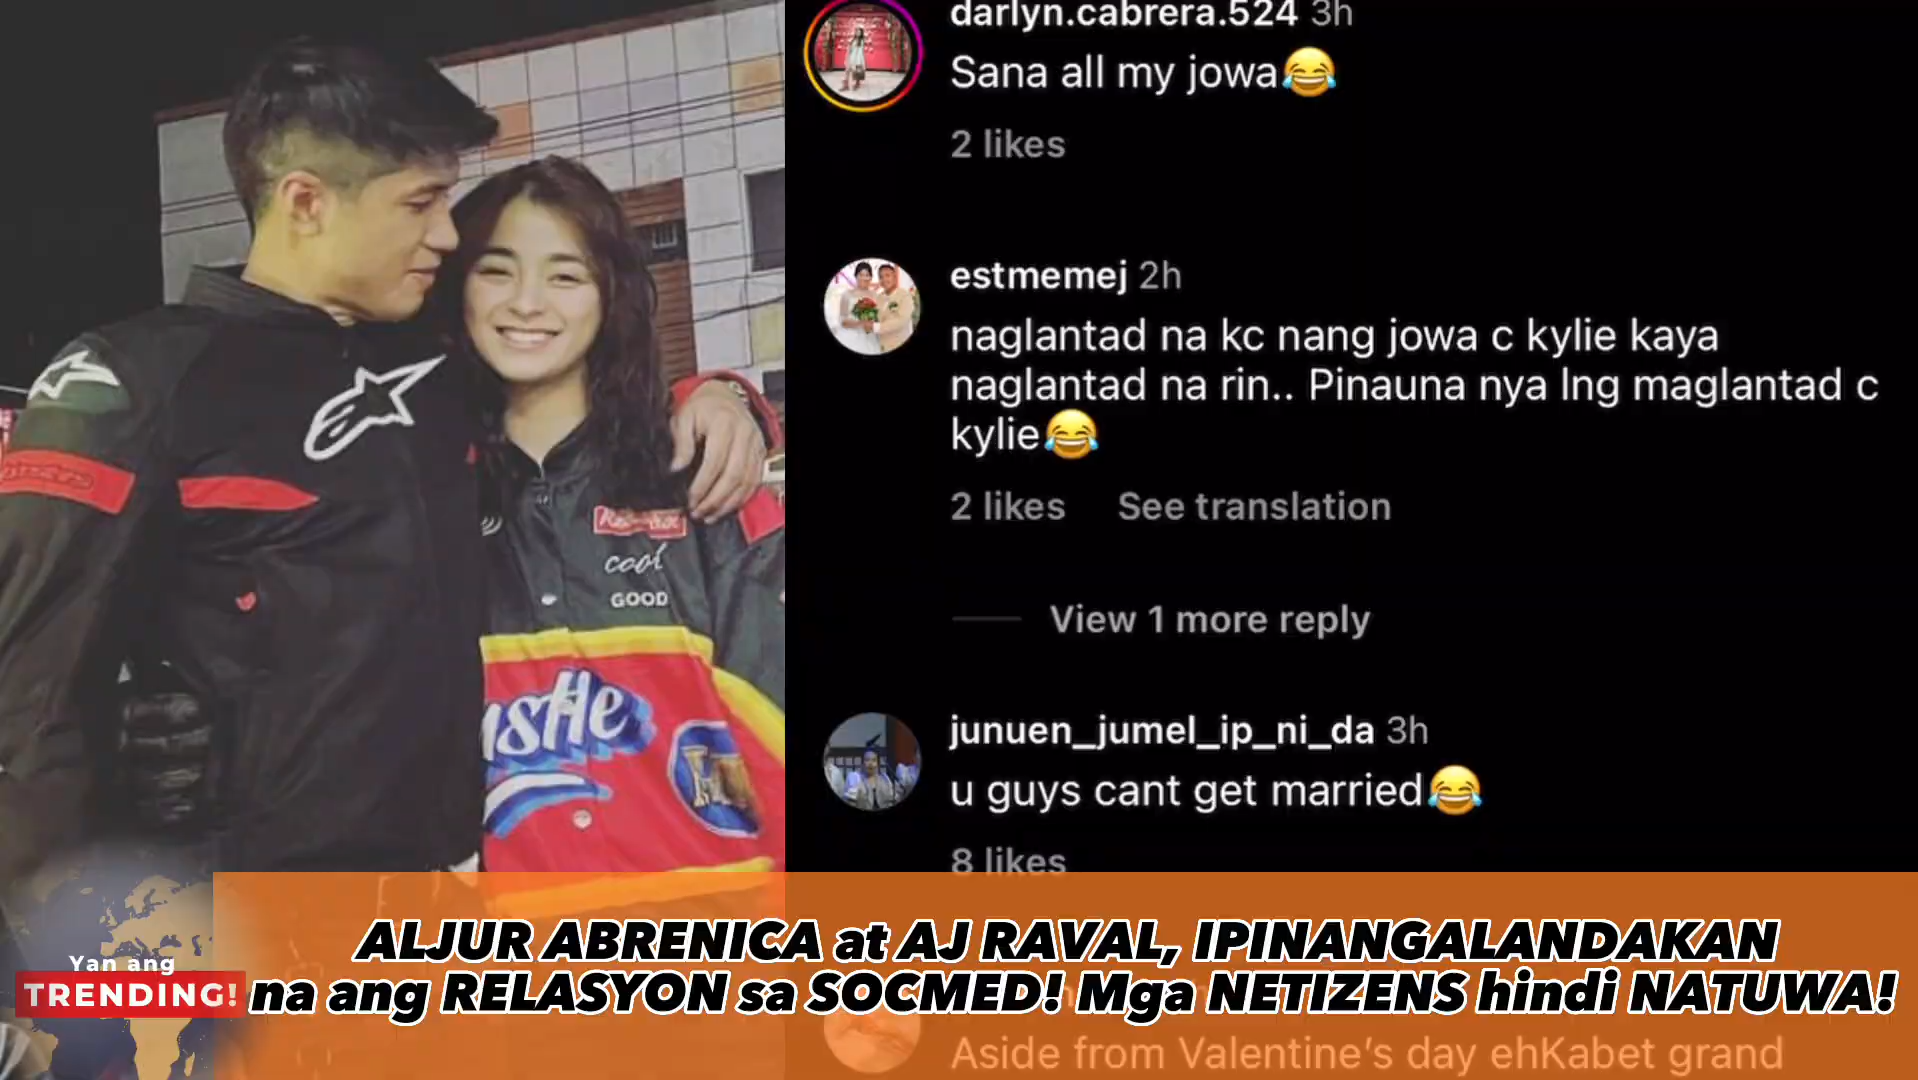 darlyn.cabrera.524 3h
Sana all my jowa😂
2 likes
estmemej 2h
naglantad na kc nang jowa c kylie kaya
naglantad na rin.. Pinauna nya lng maglantad c
kylie😂
2 likes See translation
View 1 more reply
junuen_jumel_ip_ni_da 3h
u guys cant get married😂
8 likes
cool
GOOD
ALJUR ABRENICA at AJ RAVAL, IPINANGALANDAKAN
na ang RELASYON sa SOCMED! Mga NETIZENS hindi NATUWA!
Yan ang
TRENDING!
Aside from Valentine's day ehKabet grand